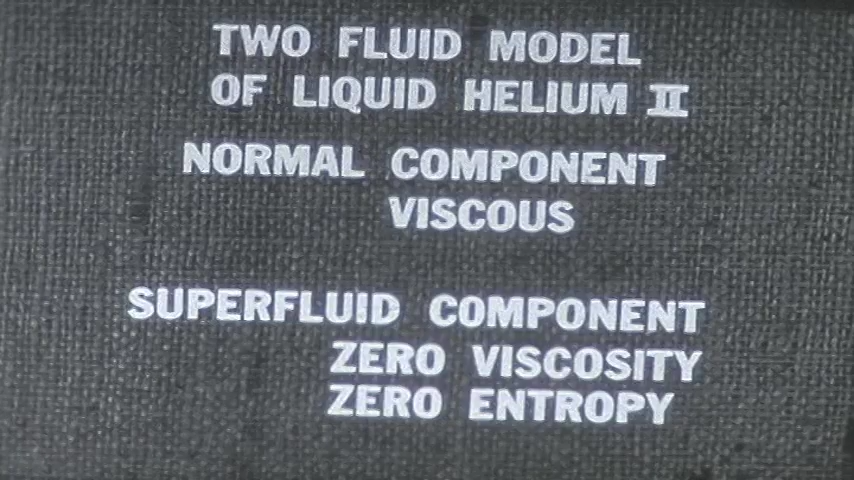 TWO FLUID MODEL
OF LIQUID HELIUM II
NORMAL COMPONENT
VISCOUS
SUPERFLUID COMPONENT
ZERO VISCOSITY
ZERO ENTROPY